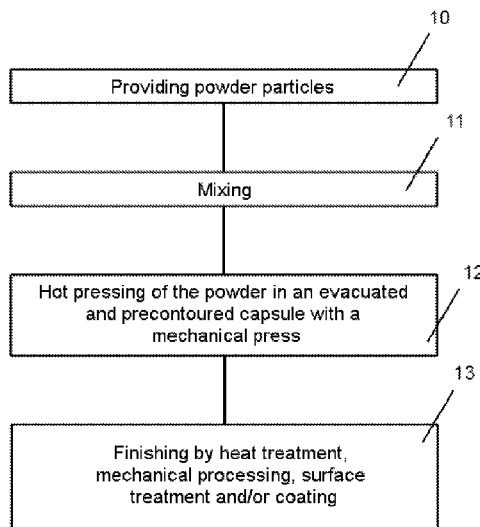 10
Providing powder particles
11
Mixing
12
Hot pressing of the powder in an evacuated
and precontoured capsule with a
mechanical press
13
Finishing by heat treatment,
mechanical processing, surface
treatment and/or coating